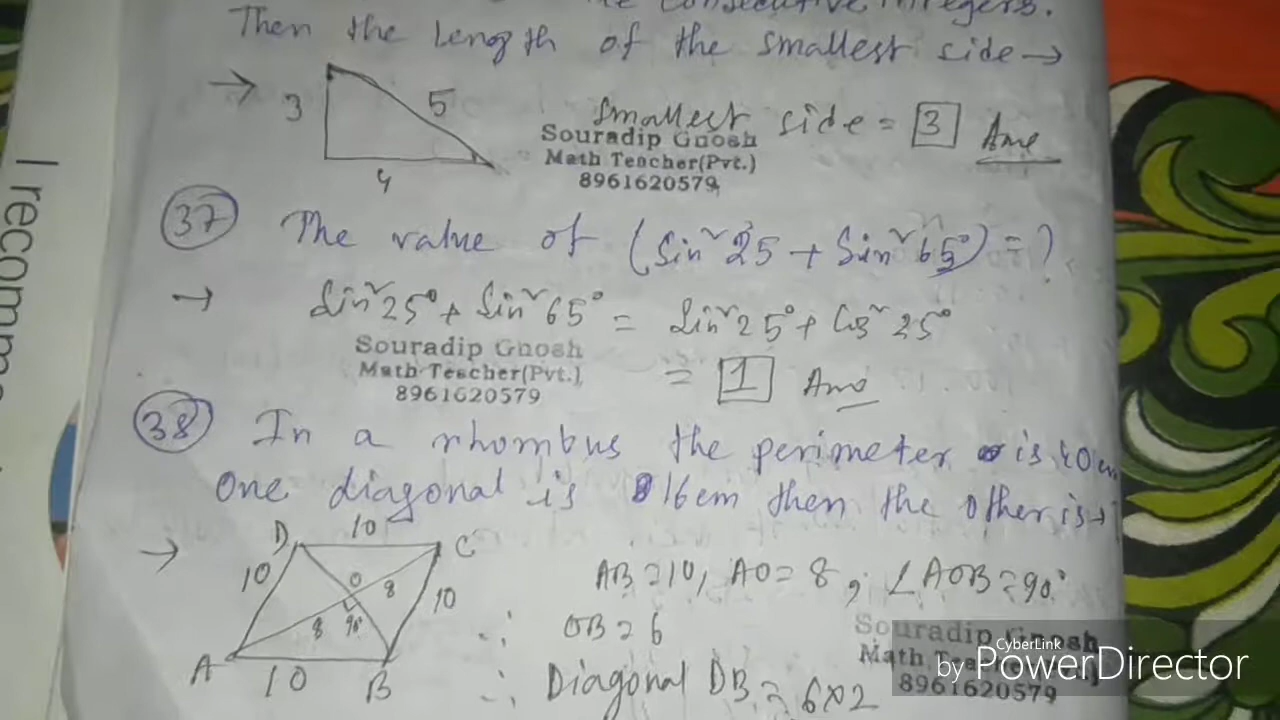 consecutive integers.
Then the length of the smallest side →
→ 3 5 4
Smallest side = 3 Ans
Souradip Ghosh
Math Teacher(Pvt.)
8961620579
37 The value of (Sin²25 + Sin²65°) = ?
→ Sin²25° + Sin²65° = Sin²25° + Cos²25°
= 1 Ans
Souradip Ghosh
Math Teacher(Pvt.)
8961620579
38 In a rhombus the perimeter is 40cm
One diagonal is 16cm then the other is →
→ D 10 C
10 O 8 10
8 90°
A 10 B
AB = 10, AO = 8, ∠AOB = 90°
∴ OB = 6
∴ Diagonal DB = 6×2
Souradip Ghosh
Math Teacher(Pvt.)
8961620579
CyberLink
by PowerDirector
I recomm